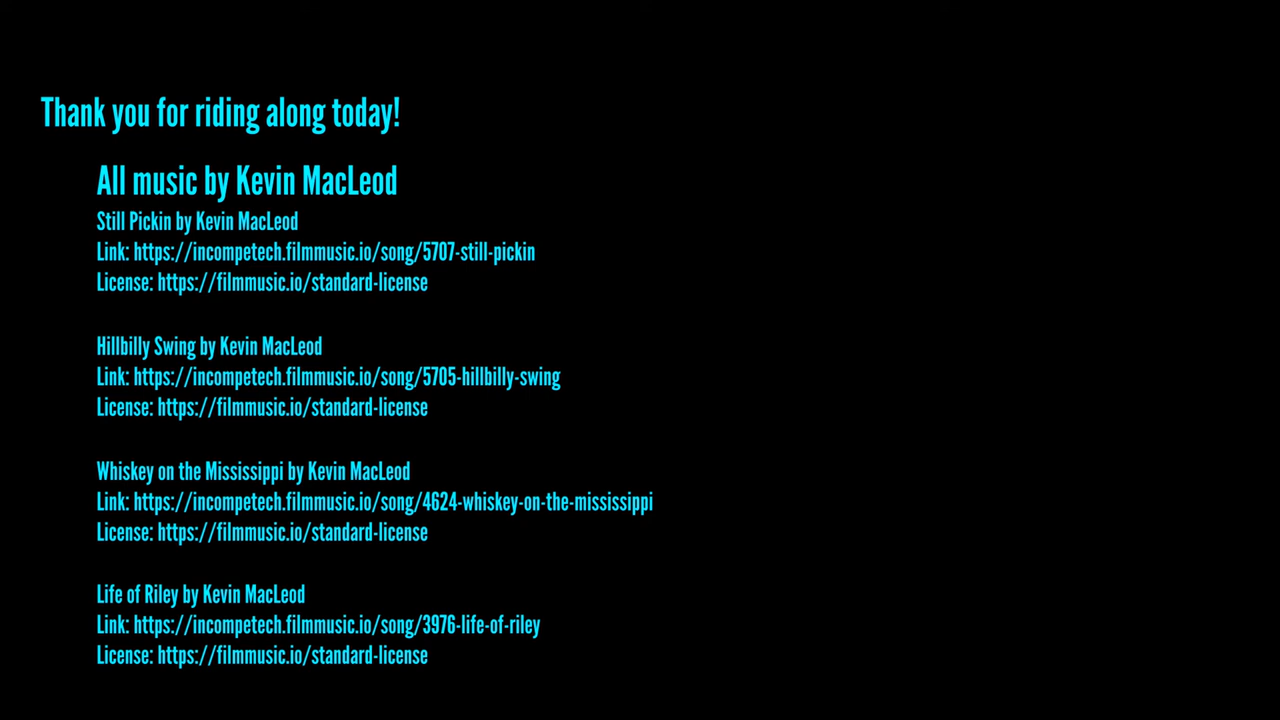 Thank you for riding along today!
All music by Kevin MacLeod
Still Pickin by Kevin MacLeod
Link: https://incompetech.filmmusic.io/song/5707-still-pickin
License: https://filmmusic.io/standard-license
Hillbilly Swing by Kevin MacLeod
Link: https://incompetech.filmmusic.io/song/5705-hillbilly-swing
License: https://filmmusic.io/standard-license
Whiskey on the Mississippi by Kevin MacLeod
Link: https://incompetech.filmmusic.io/song/4624-whiskey-on-the-mississippi
License: https://filmmusic.io/standard-license
Life of Riley by Kevin MacLeod
Link: https://incompetech.filmmusic.io/song/3976-life-of-riley
License: https://filmmusic.io/standard-license